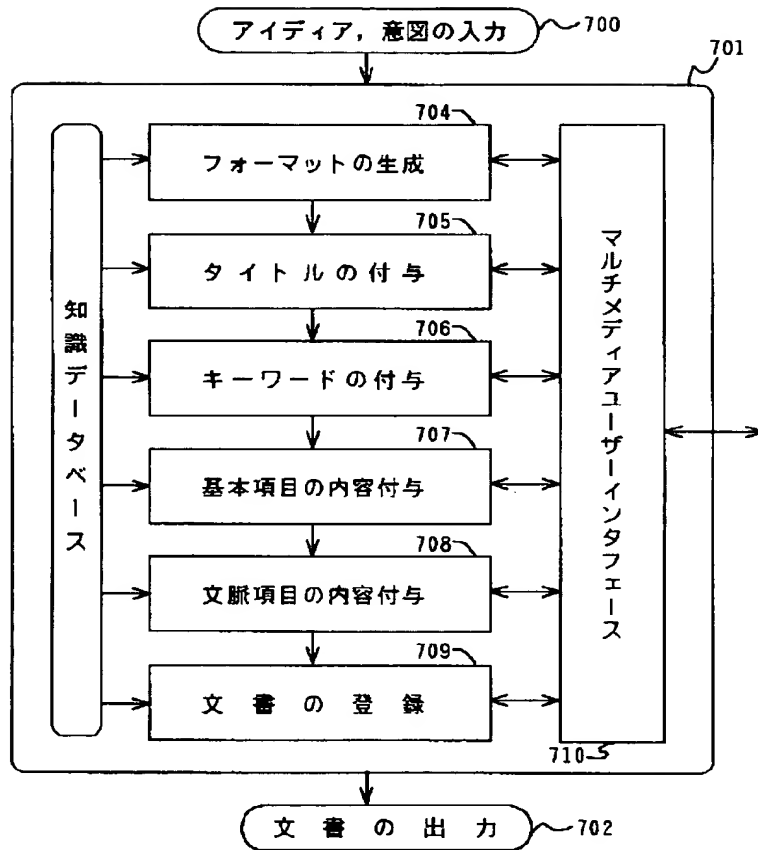 アイディア，意図の入力
700
701
704
フォーマットの生成
705
タイトルの付与
706
キーワードの付与
707
基本項目の内容付与
708
文脈項目の内容付与
709
文書の登録
知識データベース
マルチメディアユーザーインタフェース
710
文書の出力
702